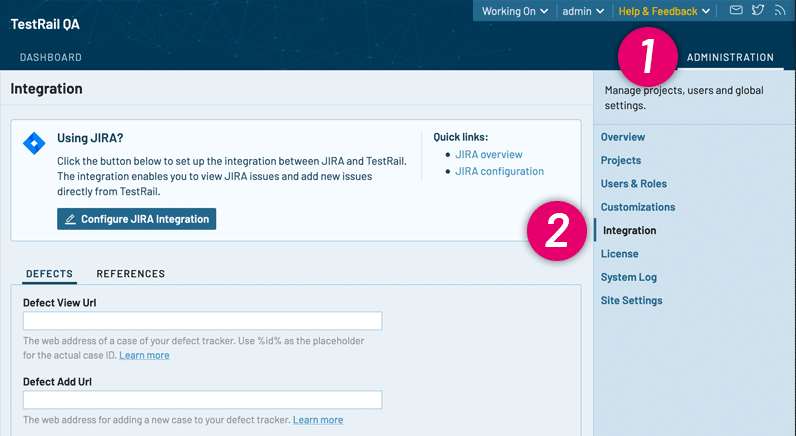 TestRail QA
Working On
admin
Help & Feedback
DASHBOARD
1
ADMINISTRATION
Integration
Manage projects, users and global
settings.
Using JIRA?
Click the button below to set up the integration between JIRA and TestRail.
The integration enables you to view JIRA issues and add new issues
directly from TestRail.
Configure JIRA Integration
Quick links:
• JIRA overview
• JIRA configuration
Overview
Projects
Users & Roles
Customizations
2
Integration
License
System Log
Site Settings
DEFECTS
REFERENCES
Defect View Url
The web address of a case of your defect tracker. Use %id% as the placeholder
for the actual case ID. Learn more
Defect Add Url
The web address for adding a new case to your defect tracker. Learn more